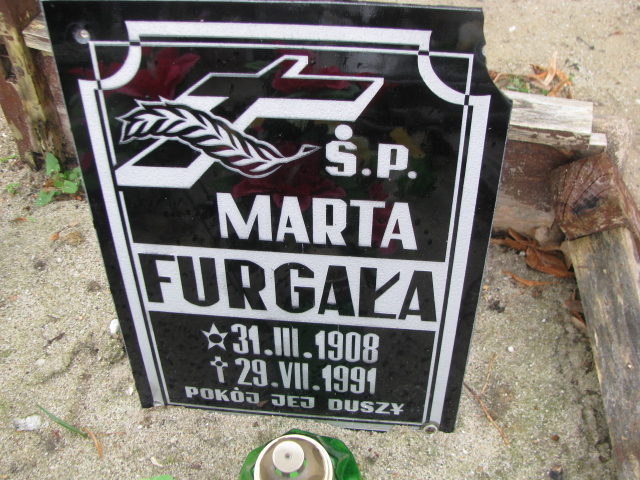 Ś.P.
MARTA
FURGAŁA
31.III.1908
29.VII.1991
POKÓJ JEJ DUSZY